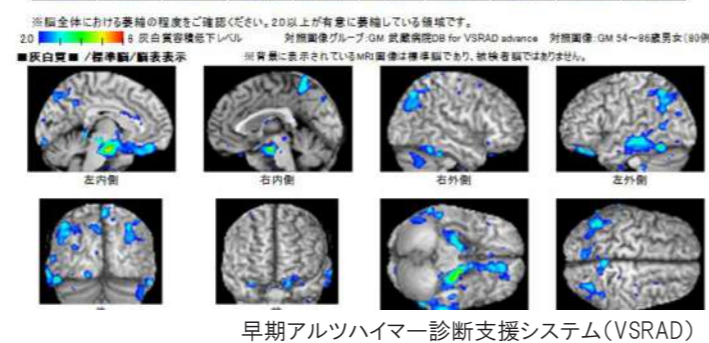 ※脳全体における萎縮の程度をご確認ください。2.0以上が有意に萎縮している領域です。
2.0 6 灰白質容積低下レベル 対照画像グループ:GM 武蔵病院DB for VSRAD advance 対照画像:GM 54～86歳男女(80例
■灰白質■ /標準脳/脳表表示 ※背景に表示されているMRI画像は標準脳であり、被検者脳ではありません。
左内側 右内側 右外側 左外側
早期アルツハイマー診断支援システム(VSRAD)